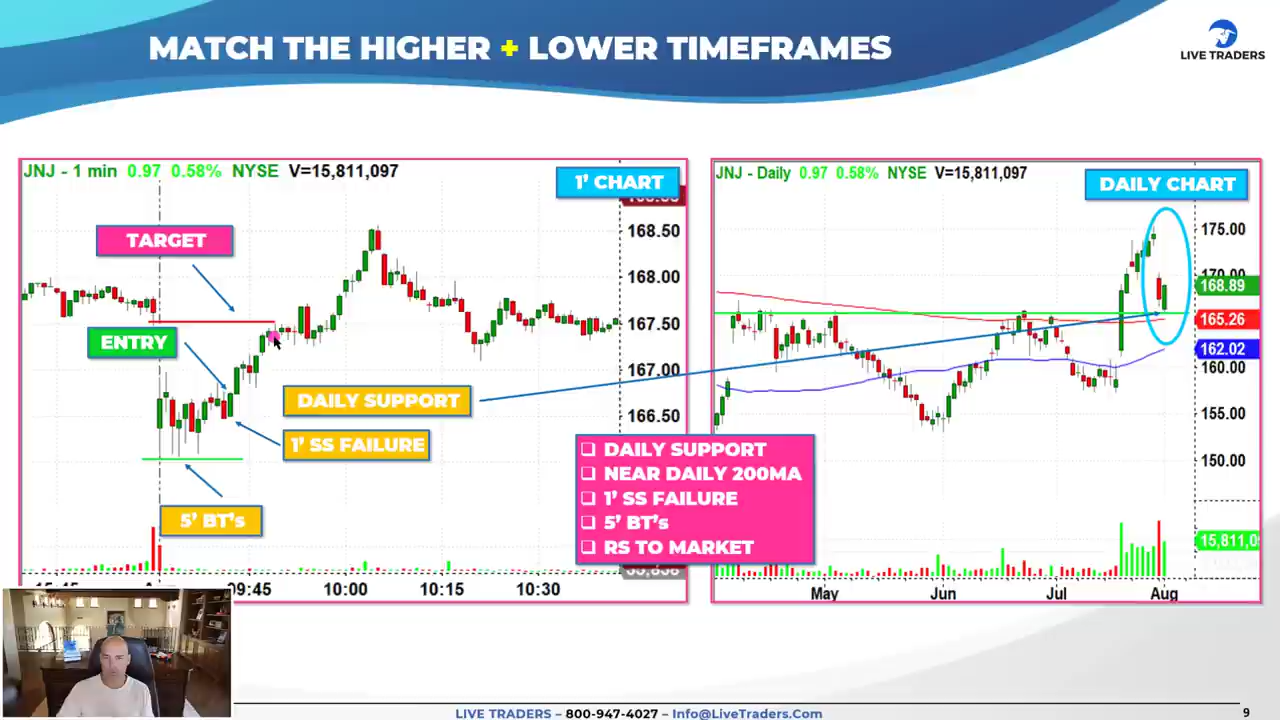 MATCH THE HIGHER + LOWER TIMEFRAMES
LIVE TRADERS
JNJ - 1 min 0.97 0.58% NYSE V=15,811,097
1' CHART
TARGET
ENTRY
DAILY SUPPORT
1' SS FAILURE
5' BT's
168.50
168.00
167.50
167.00
166.50
09:45 10:00 10:15 10:30
JNJ - Daily 0.97 0.58% NYSE V=15,811,097
DAILY CHART
175.00
170.00
168.89
165.26
162.02
160.00
155.00
150.00
15,811,0
May Jun Jul Aug
DAILY SUPPORT
NEAR DAILY 200MA
1' SS FAILURE
5' BT's
RS TO MARKET
LIVE TRADERS – 800-947-4027 – Info@LiveTraders.Com
9